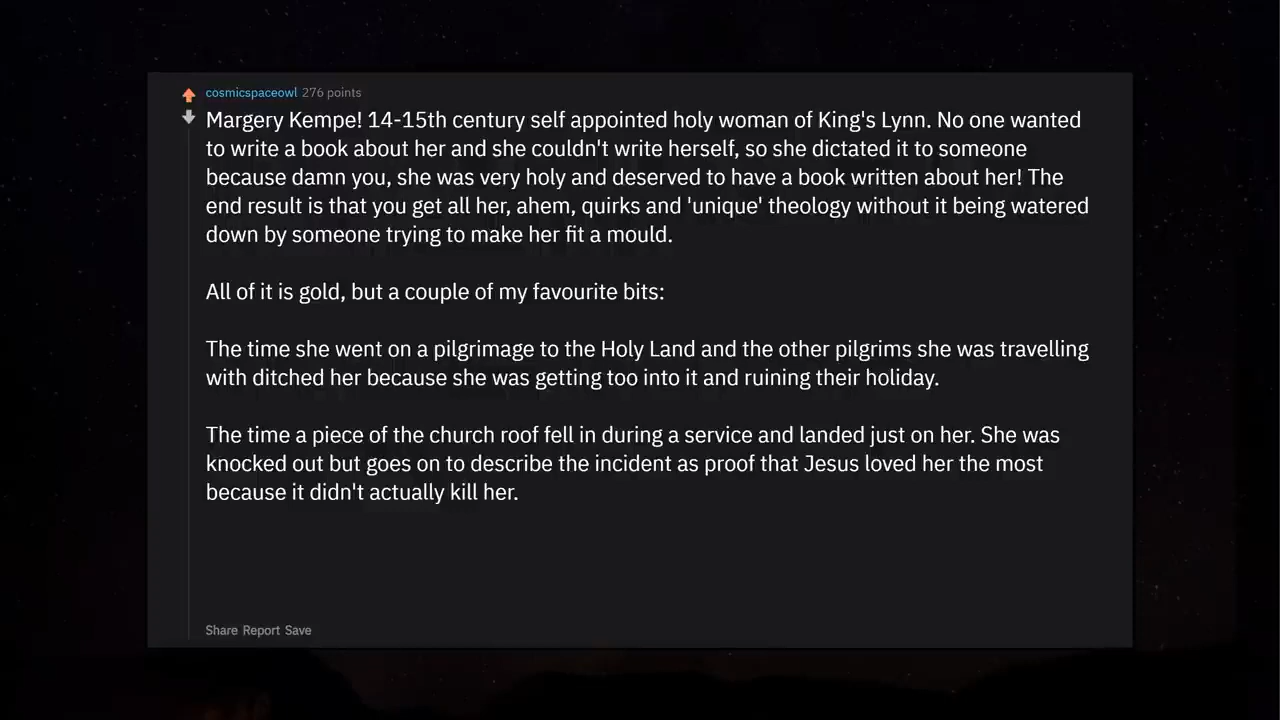 cosmicspaceowl 276 points
Margery Kempe! 14-15th century self appointed holy woman of King's Lynn. No one wanted
to write a book about her and she couldn't write herself, so she dictated it to someone
because damn you, she was very holy and deserved to have a book written about her! The
end result is that you get all her, ahem, quirks and 'unique' theology without it being watered
down by someone trying to make her fit a mould.
All of it is gold, but a couple of my favourite bits:
The time she went on a pilgrimage to the Holy Land and the other pilgrims she was travelling
with ditched her because she was getting too into it and ruining their holiday.
The time a piece of the church roof fell in during a service and landed just on her. She was
knocked out but goes on to describe the incident as proof that Jesus loved her the most
because it didn't actually kill her.
Share Report Save